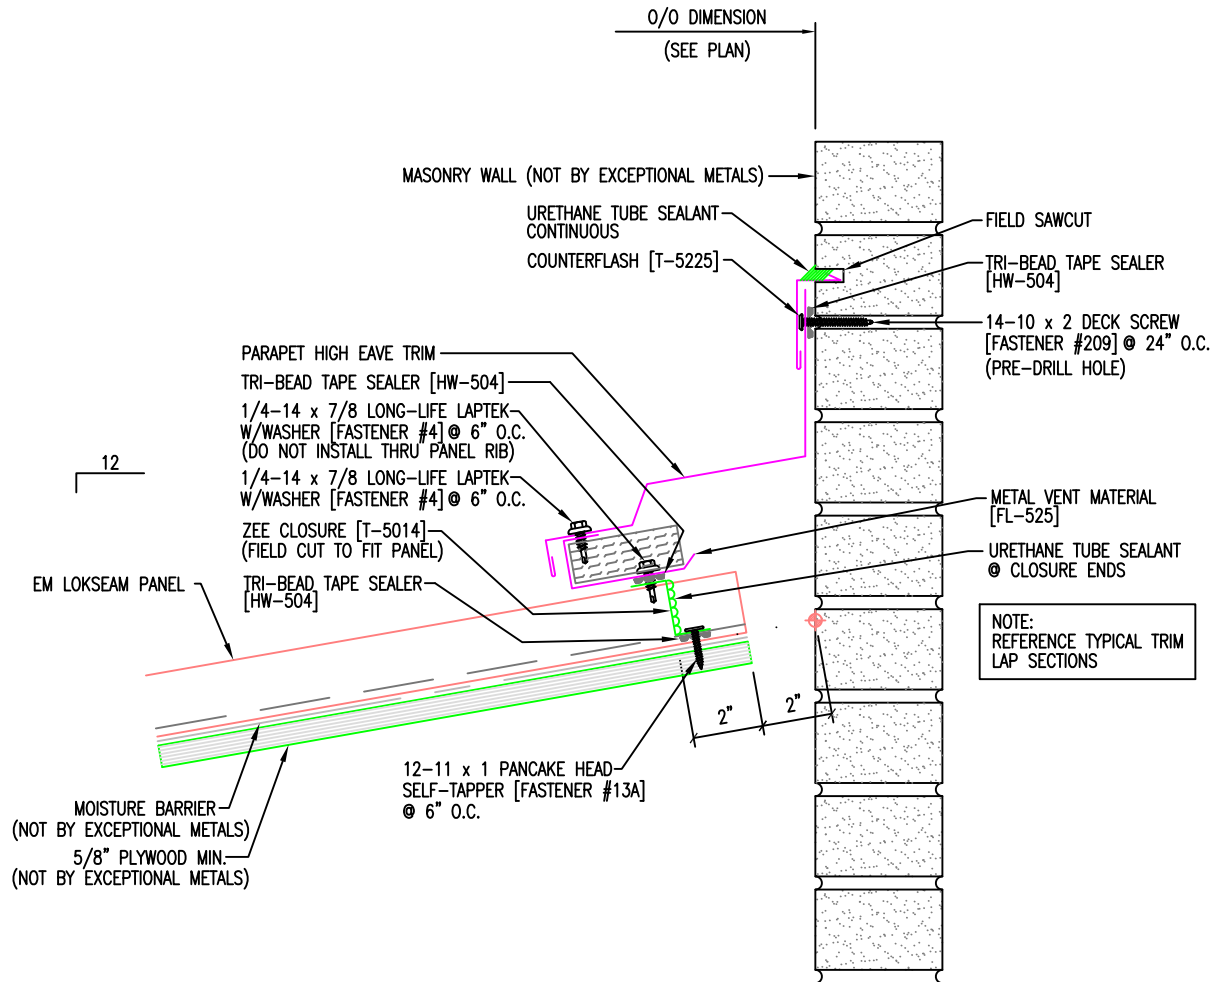 O/O DIMENSION
(SEE PLAN)
MASONRY WALL (NOT BY EXCEPTIONAL METALS)
URETHANE TUBE SEALANT
CONTINUOUS
COUNTERFLASH [T-5225]
FIELD SAWCUT
TRI-BEAD TAPE SEALER
[HW-504]
14-10 x 2 DECK SCREW
[FASTENER #209] @ 24" O.C.
(PRE-DRILL HOLE)
PARAPET HIGH EAVE TRIM
TRI-BEAD TAPE SEALER [HW-504]
1/4-14 x 7/8 LONG-LIFE LAPTEK
W/WASHER [FASTENER #4] @ 6" O.C.
(DO NOT INSTALL THRU PANEL RIB)
1/4-14 x 7/8 LONG-LIFE LAPTEK
W/WASHER [FASTENER #4] @ 6" O.C.
ZEE CLOSURE [T-5014]
(FIELD CUT TO FIT PANEL)
TRI-BEAD TAPE SEALER
[HW-504]
12
EM LOKSEAM PANEL
METAL VENT MATERIAL
[FL-525]
URETHANE TUBE SEALANT
@ CLOSURE ENDS
NOTE:
REFERENCE TYPICAL TRIM
LAP SECTIONS
2"
2"
12-11 x 1 PANCAKE HEAD
SELF-TAPPER [FASTENER #13A]
@ 6" O.C.
MOISTURE BARRIER
(NOT BY EXCEPTIONAL METALS)
5/8" PLYWOOD MIN.
(NOT BY EXCEPTIONAL METALS)